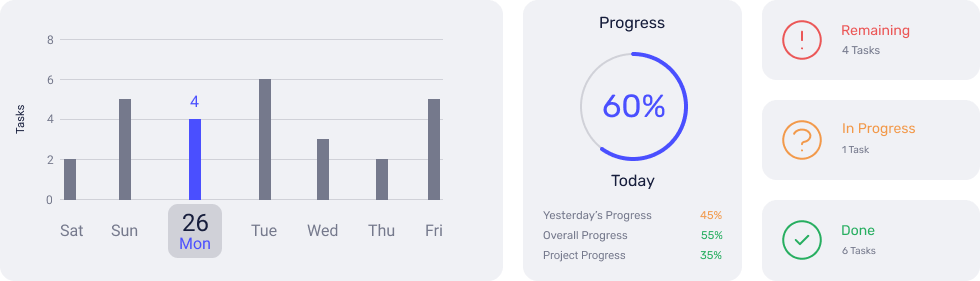 Tasks
8
6
4
2
0
4
Sat
Sun
26
Mon
Tue
Wed
Thu
Fri
Progress
60%
Today
Yesterday's Progress 45%
Overall Progress 55%
Project Progress 35%
Remaining
4 Tasks
In Progress
1 Task
Done
6 Tasks